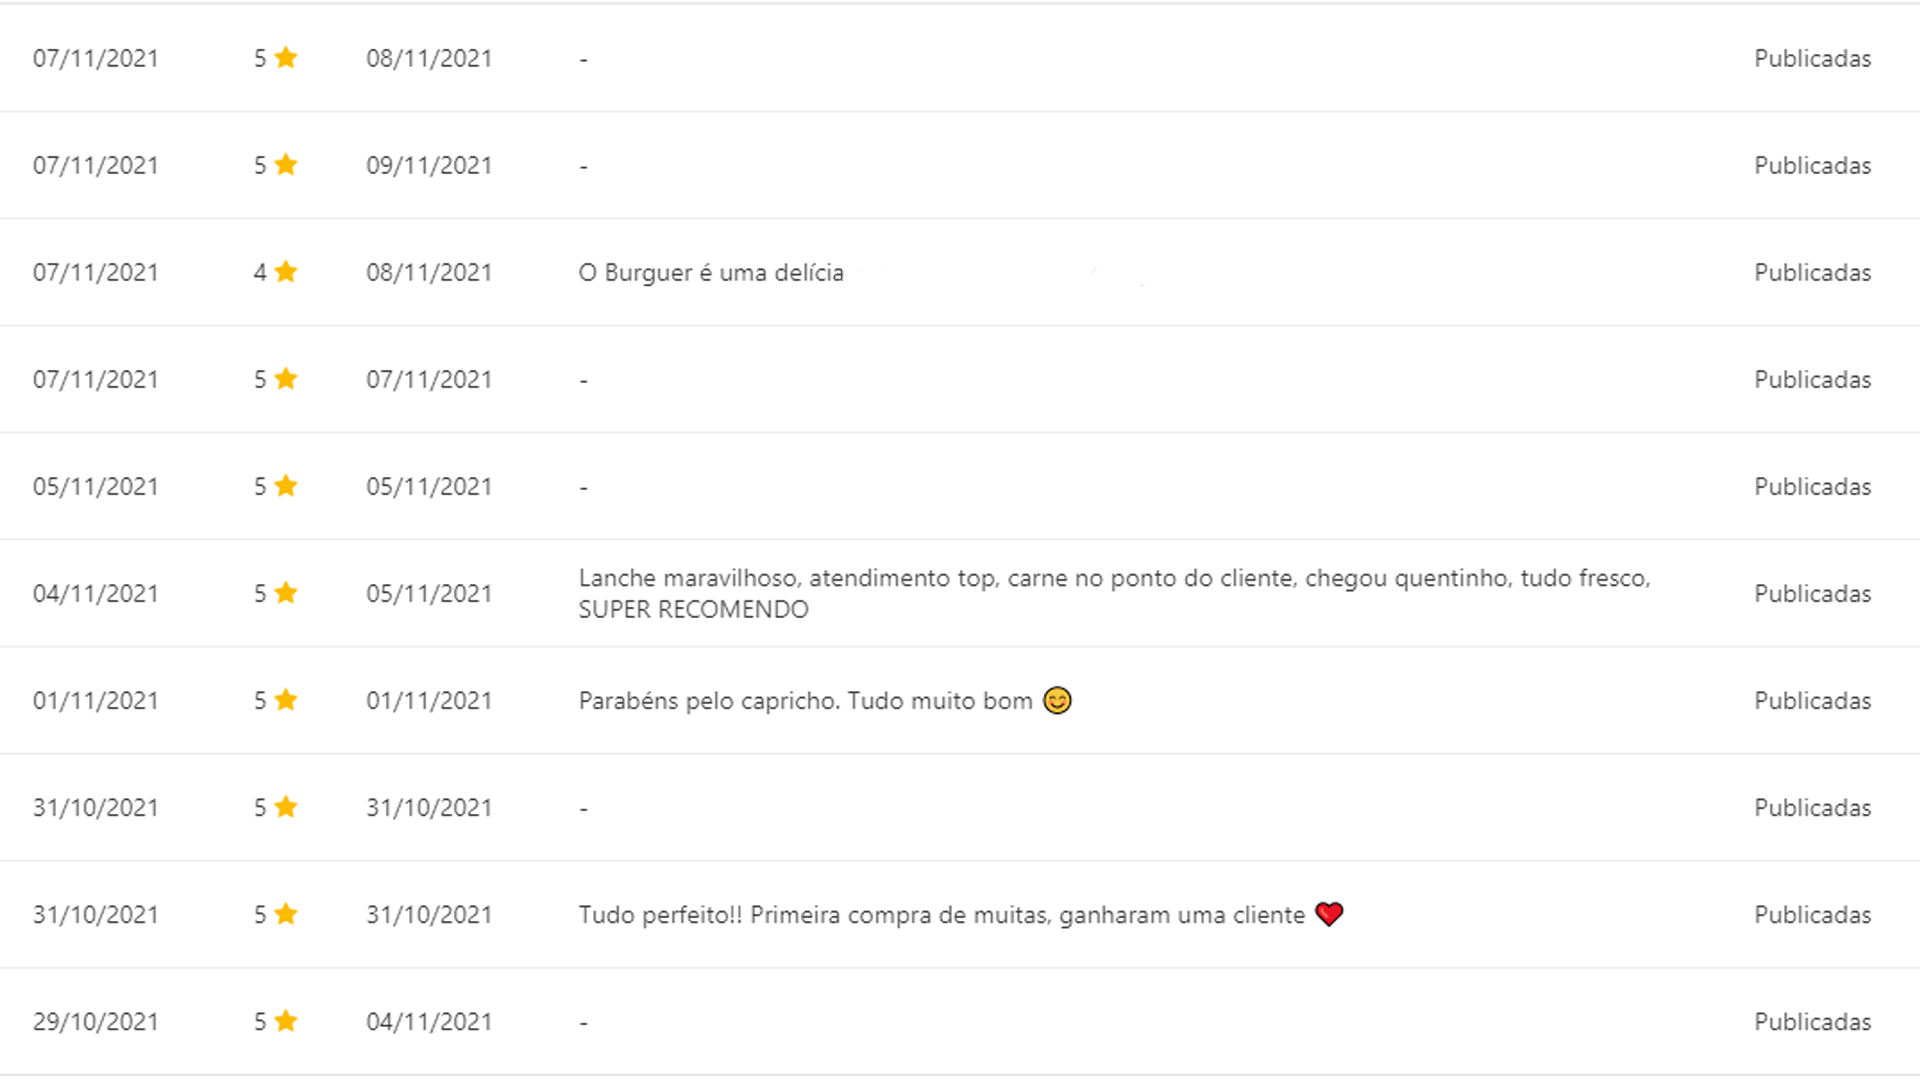 07/11/2021 5 ⭐ 08/11/2021 - Publicadas
07/11/2021 5 ⭐ 09/11/2021 - Publicadas
07/11/2021 4 ⭐ 08/11/2021 O Burguer é uma delícia Publicadas
07/11/2021 5 ⭐ 07/11/2021 - Publicadas
05/11/2021 5 ⭐ 05/11/2021 - Publicadas
04/11/2021 5 ⭐ 05/11/2021 Lanche maravilhoso, atendimento top, carne no ponto do cliente, chegou quentinho, tudo fresco, Publicadas
SUPER RECOMENDO
01/11/2021 5 ⭐ 01/11/2021 Parabéns pelo capricho. Tudo muito bom 😊 Publicadas
31/10/2021 5 ⭐ 31/10/2021 - Publicadas
31/10/2021 5 ⭐ 31/10/2021 Tudo perfeito!! Primeira compra de muitas, ganharam uma cliente ❤️ Publicadas
29/10/2021 5 ⭐ 04/11/2021 - Publicadas